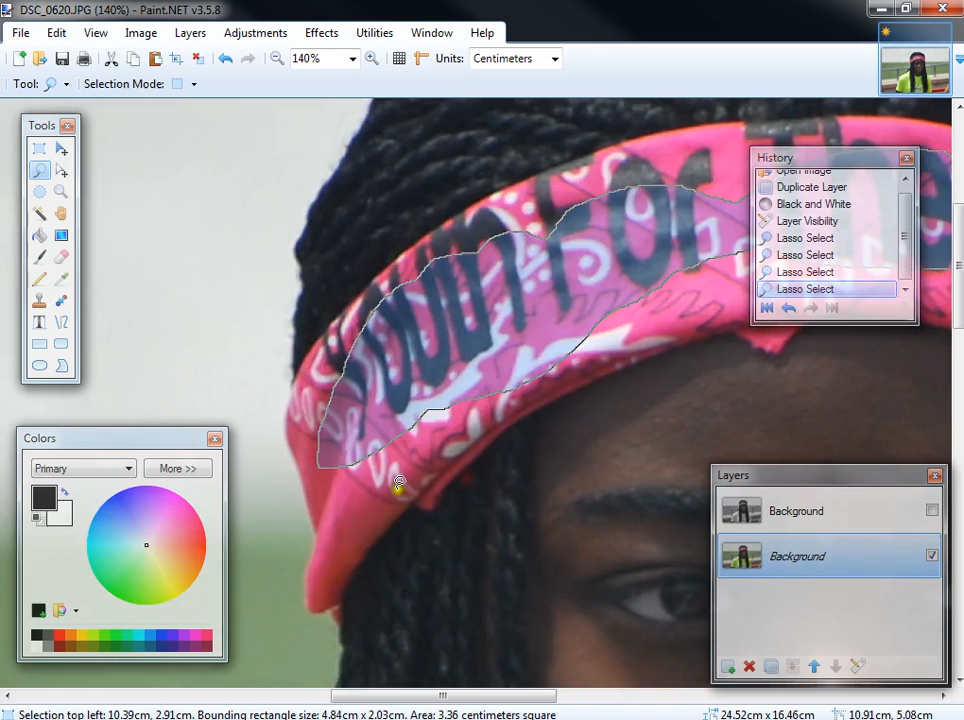 DSC_0620.JPG (140%) - Paint.NET v3.5.8
File Edit View Image Layers Adjustments Effects Utilities Window Help
140% Units: Centimeters
Tool: Selection Mode:
Tools
History
Open Image
Duplicate Layer
Black and White
Layer Visibility
Lasso Select
Lasso Select
Lasso Select
Lasso Select
For
Colors
Primary More >>
Layers
Background
Background
Selection top left: 10.39cm, 2.91cm. Bounding rectangle size: 4.84cm x 2.03cm. Area: 3.36 centimeters square 24.52cm x 16.46cm 10.91cm, 5.08cm